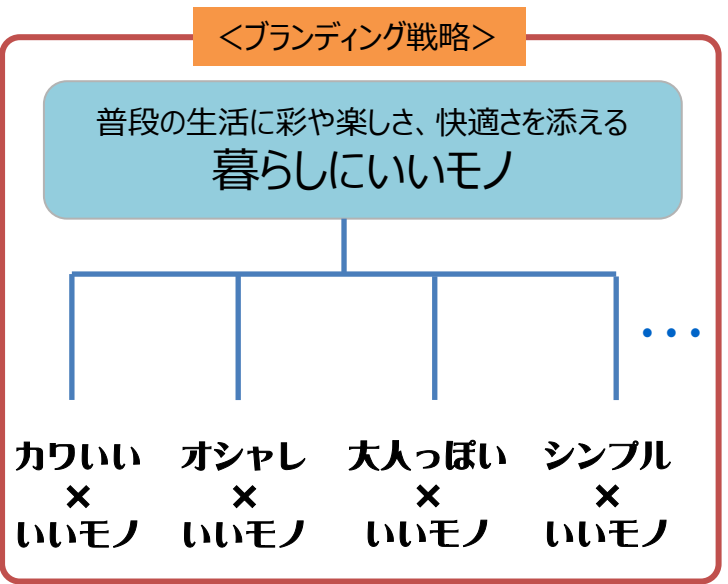 ＜ブランディング戦略＞
普段の生活に彩や楽しさ、快適さを添える
暮らしにいいモノ
・・・
カワいい
×
いいモノ
オシャレ
×
いいモノ
大人っぽい
×
いいモノ
シンプル
×
いいモノ